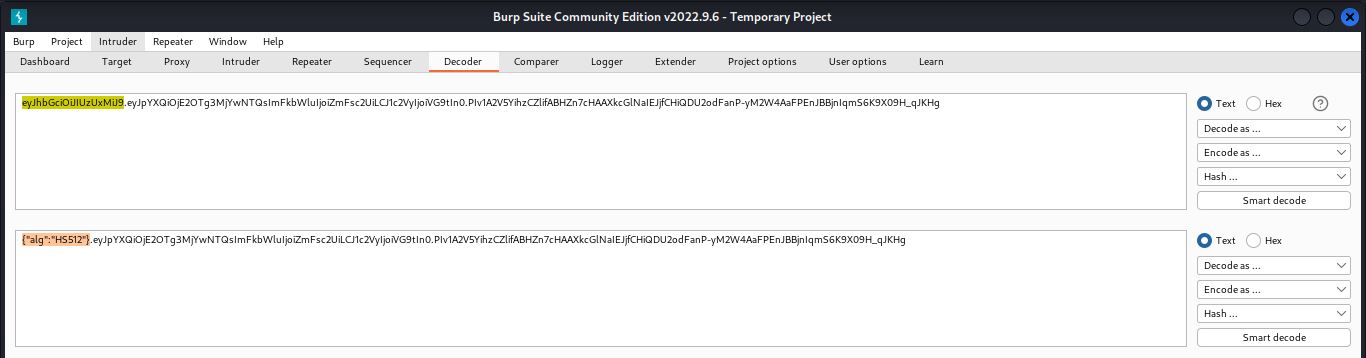 Burp Suite Community Edition v2022.9.6 - Temporary Project
Burp Project Intruder Repeater Window Help
Dashboard Target Proxy Intruder Repeater Sequencer Decoder Comparer Logger Extender Project options User options Learn
eyJhbGciOiJIUzUxMiJ9.eyJpYXQiOjE2OTg3MjYwNTQsImFkbWluIjoiZmFsc2UiLCJ1c2VyIjoiVG9tIn0.PIv1A2V5YihzCZlifABHZn7cHAAXkcGlNaIEJjfCHiQDU2odFanP-yM2W4AaFPEnJBBjnIqmS6K9X09H_qJKHg
Text Hex ?
Decode as ...
Encode as ...
Hash ...
Smart decode
{"alg":"HS512"}.eyJpYXQiOjE2OTg3MjYwNTQsImFkbWluIjoiZmFsc2UiLCJ1c2VyIjoiVG9tIn0.PIv1A2V5YihzCZlifABHZn7cHAAXkcGlNaIEJjfCHiQDU2odFanP-yM2W4AaFPEnJBBjnIqmS6K9X09H_qJKHg
Text Hex
Decode as ...
Encode as ...
Hash ...
Smart decode